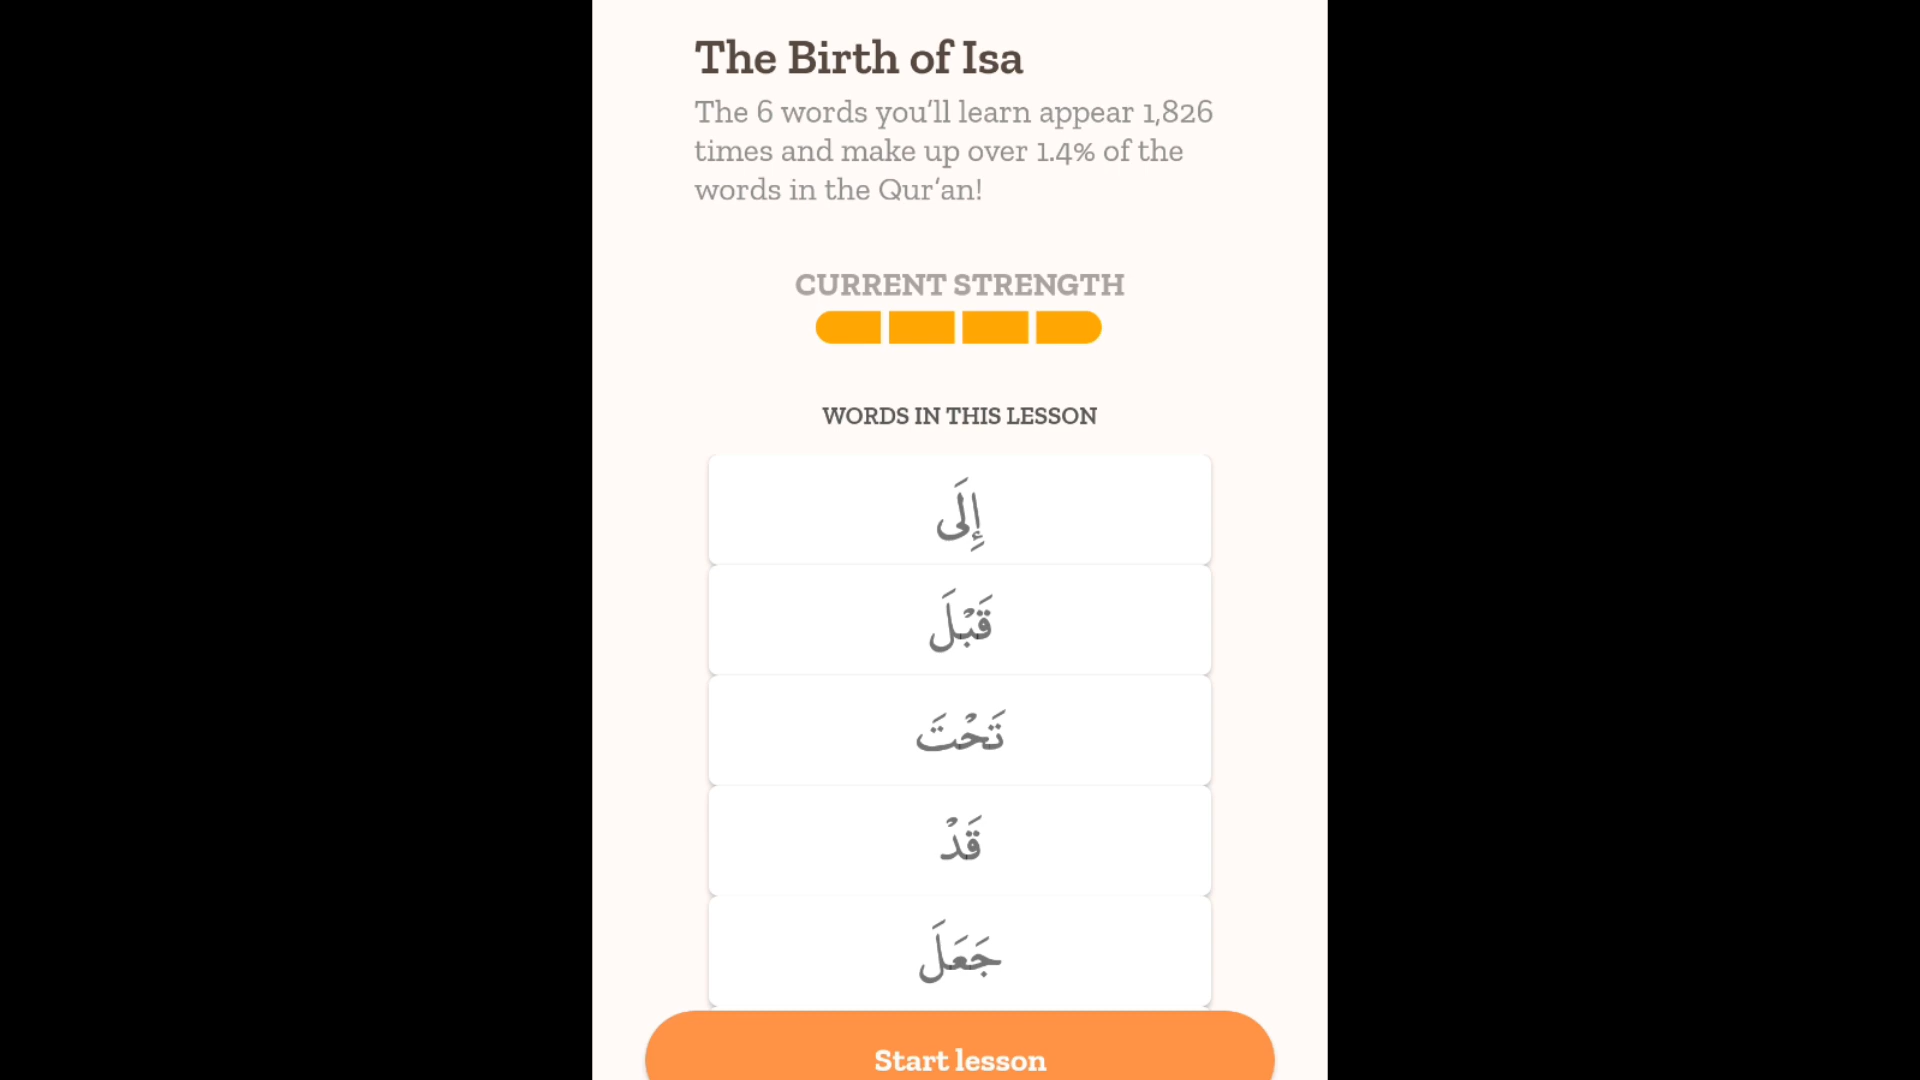 The Birth of Isa
The 6 words you’ll learn appear 1,826
times and make up over 1.4% of the
words in the Qur’an!
CURRENT STRENGTH
WORDS IN THIS LESSON
إِلَى
قَبْلَ
تَحْتَ
قَدْ
جَعَلَ
Start lesson